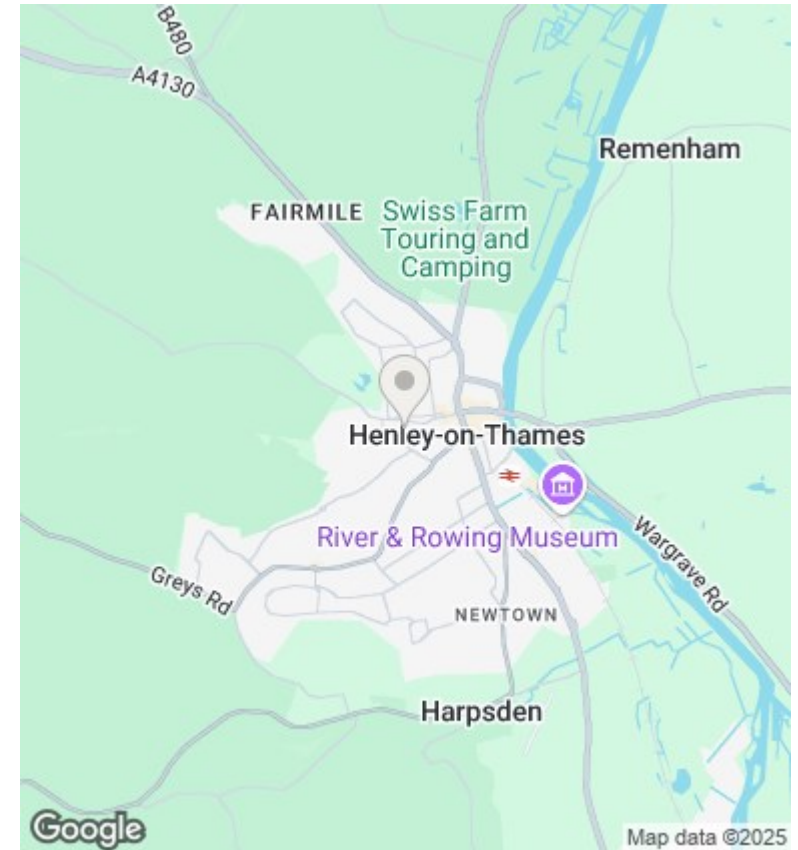 B480
A4130
Remenham
FAIRMILE
Swiss Farm
Touring and
Camping
Henley-on-Thames
River & Rowing Museum
Wargrave Rd
Greys Rd
NEWTOWN
Harpsden
Google
Map data ©2025